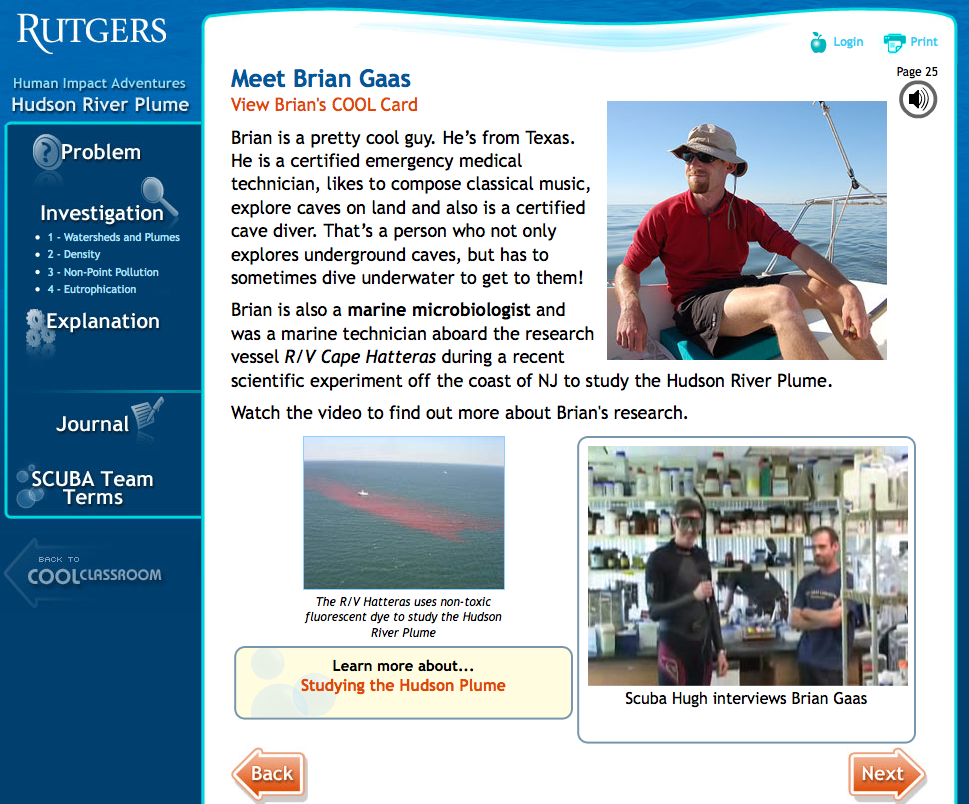 RUTGERS
Human Impact Adventures
Hudson River Plume
Problem
Investigation
• 1 - Watersheds and Plumes
• 2 - Density
• 3 - Non-Point Pollution
• 4 - Eutrophication
Explanation
Journal
SCUBA Team
Terms
BACK TO
COOLCLASSROOM
Login
Print
Page 25
Meet Brian Gaas
View Brian's COOL Card
Brian is a pretty cool guy. He’s from Texas.
He is a certified emergency medical
technician, likes to compose classical music,
explore caves on land and also is a certified
cave diver. That’s a person who not only
explores underground caves, but has to
sometimes dive underwater to get to them!
Brian is also a marine microbiologist and
was a marine technician aboard the research
vessel R/V Cape Hatteras during a recent
scientific experiment off the coast of NJ to study the Hudson River Plume.
Watch the video to find out more about Brian's research.
The R/V Hatteras uses non-toxic
fluorescent dye to study the Hudson
River Plume
Learn more about...
Studying the Hudson Plume
Scuba Hugh interviews Brian Gaas
Back
Next